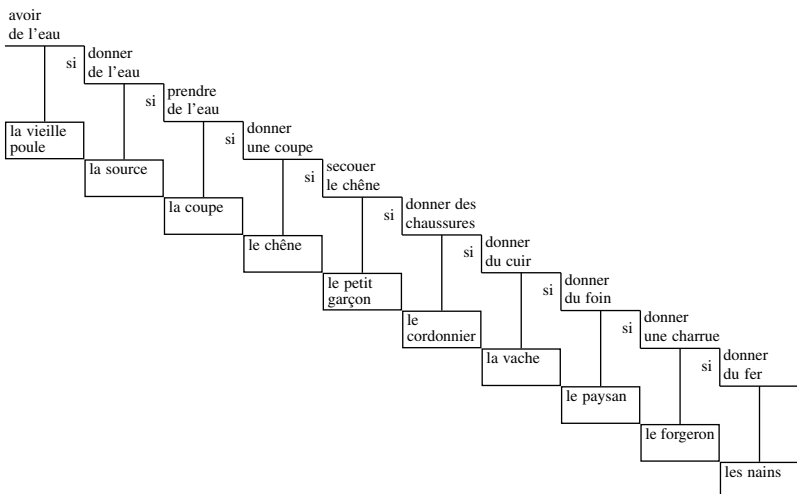 avoir
de l'eau
si
donner
de l'eau
si
prendre
de l'eau
la vieille
poule
si
donner
une coupe
la source
si
secouer
le chêne
la coupe
si
donner des
chaussures
le chêne
si
donner
du cuir
le petit
garçon
si
donner
du foin
le
cordonnier
si
donner
une charrue
la vache
si
donner
du fer
le paysan
le forgeron
les nains